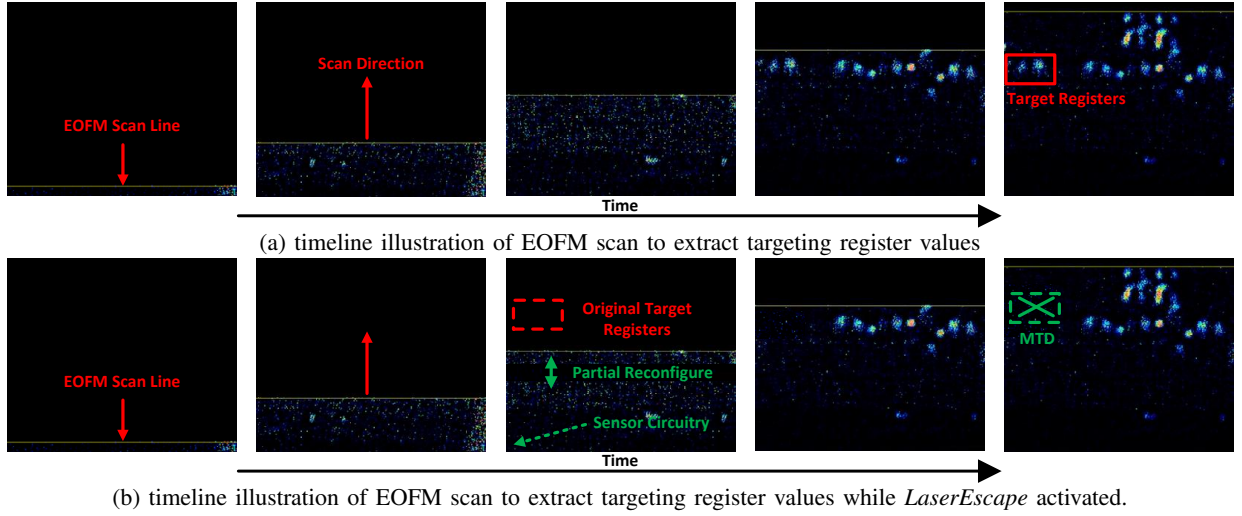 EOFM Scan Line
Scan Direction
Target Registers
Time
(a) timeline illustration of EOFM scan to extract targeting register values
EOFM Scan Line
Original Target
Registers
Partial Reconfigure
Sensor Circuitry
MTD
Time
(b) timeline illustration of EOFM scan to extract targeting register values while LaserEscape activated.